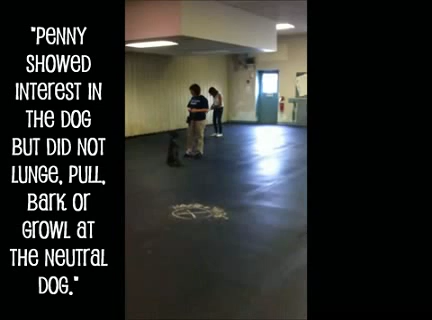 "Penny
showed
interest in
the dog
but did not
lunge, pull,
bark or
growl at
the neutral
dog."